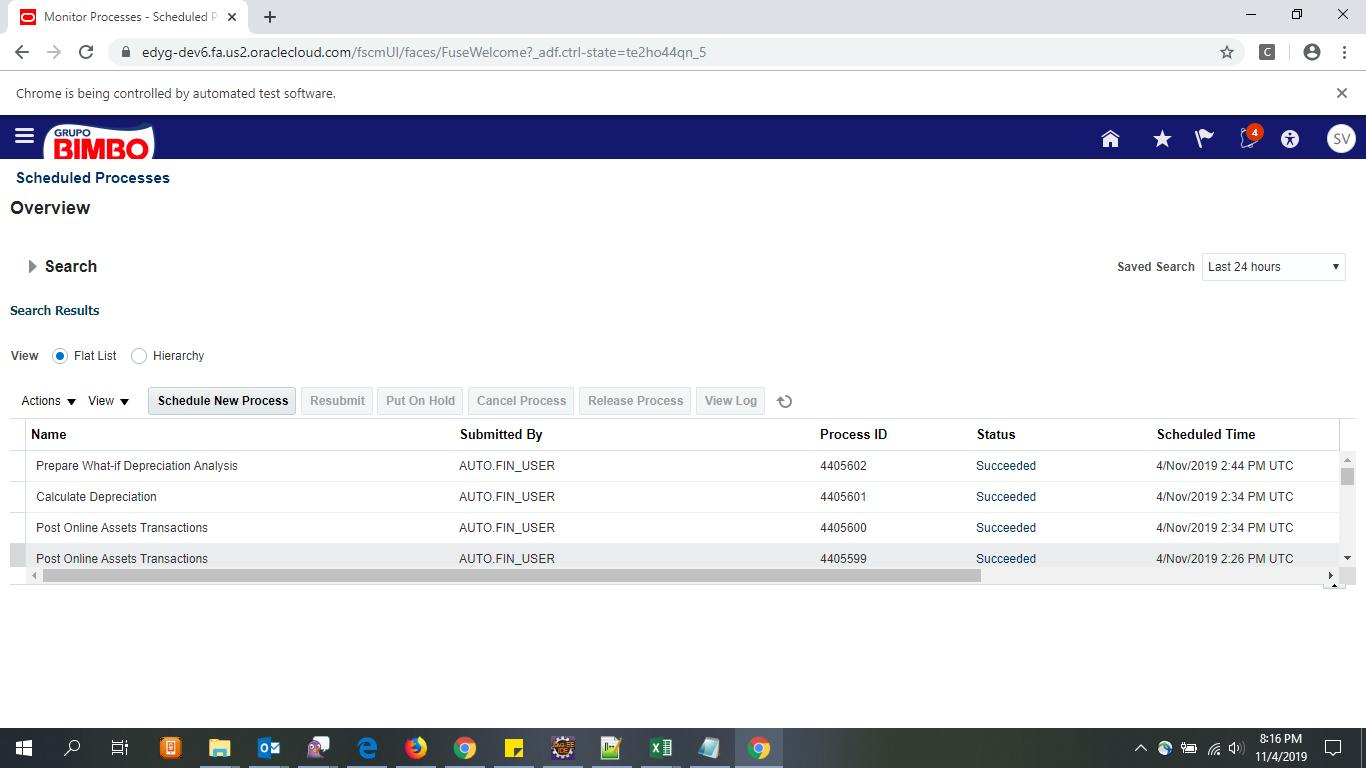 Monitor Processes - Scheduled P
edyg-dev6.fa.us2.oraclecloud.com/fscmUI/faces/FuseWelcome?_adf.ctrl-state=te2ho44qn_5
C
Chrome is being controlled by automated test software.
GRUPO
BIMBO
4
SV
Scheduled Processes
Overview
Search
Saved Search Last 24 hours
Search Results
View Flat List Hierarchy
Actions View Schedule New Process Resubmit Put On Hold Cancel Process Release Process View Log
Name Submitted By Process ID Status Scheduled Time
Prepare What-if Depreciation Analysis AUTO.FIN_USER 4405602 Succeeded 4/Nov/2019 2:44 PM UTC
Calculate Depreciation AUTO.FIN_USER 4405601 Succeeded 4/Nov/2019 2:34 PM UTC
Post Online Assets Transactions AUTO.FIN_USER 4405600 Succeeded 4/Nov/2019 2:34 PM UTC
Post Online Assets Transactions AUTO.FIN_USER 4405599 Succeeded 4/Nov/2019 2:26 PM UTC
8:16 PM
11/4/2019